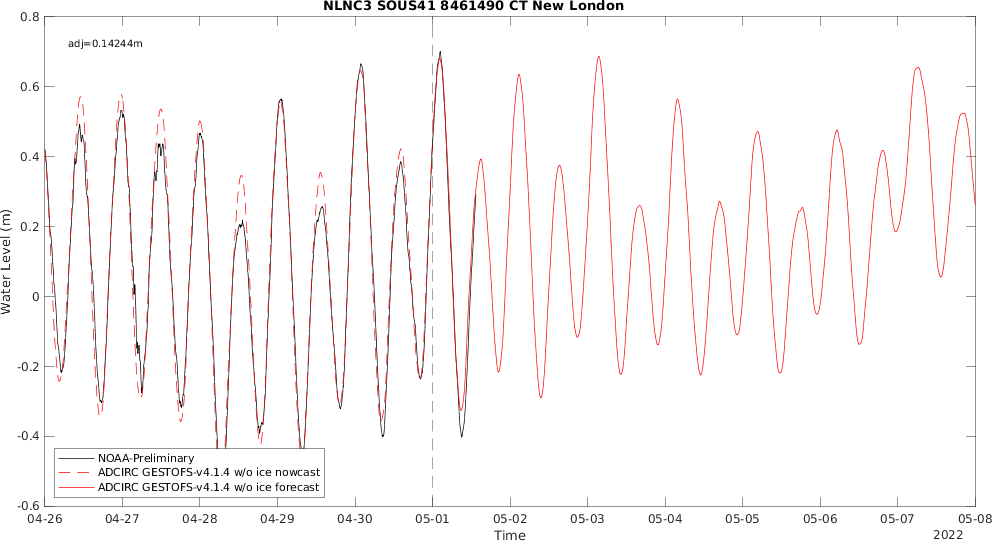 NLNC3 SOUS41 8461490 CT New London
adj=0.14244m
0.8
0.6
0.4
0.2
0
-0.2
-0.4
-0.6
Water Level (m)
NOAA-Preliminary
ADCIRC GESTOFS-v4.1.4 w/o ice nowcast
ADCIRC GESTOFS-v4.1.4 w/o ice forecast
04-26 04-27 04-28 04-29 04-30 05-01 05-02 05-03 05-04 05-05 05-06 05-07 05-08
Time
2022